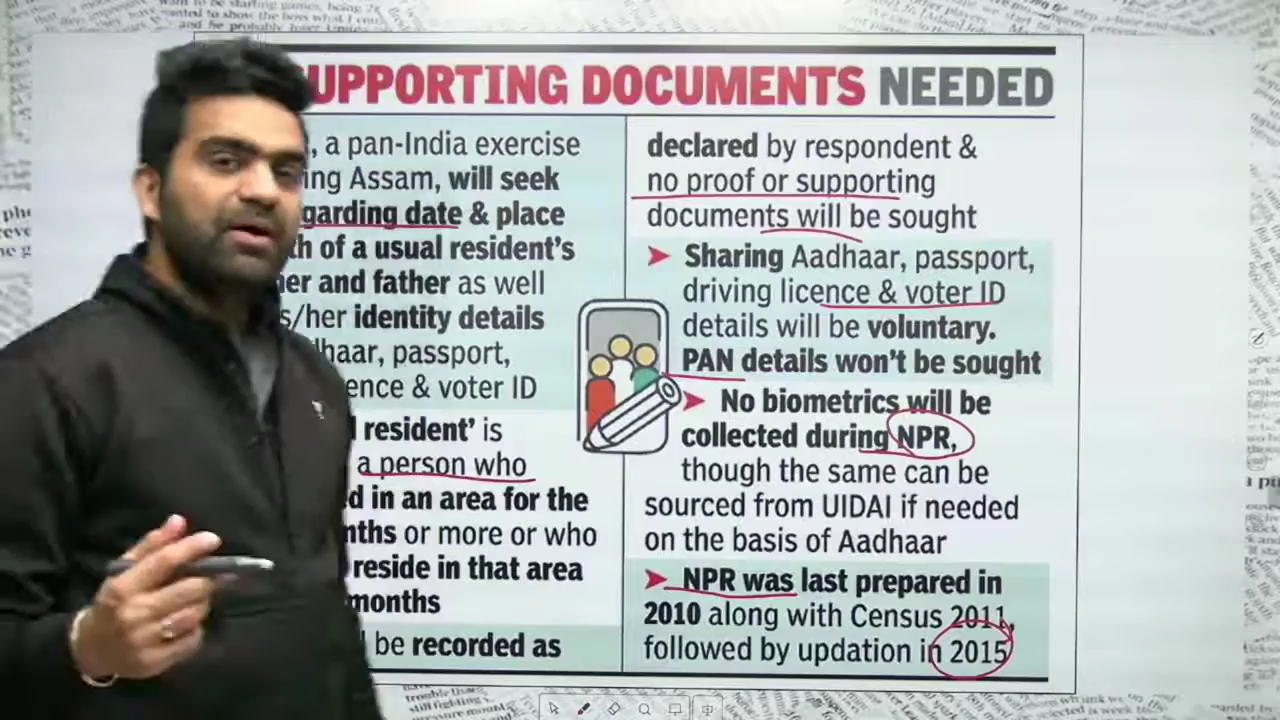 UPPORTING DOCUMENTS NEEDED
, a pan-India exercise
ing Assam, will seek
garding date & place
th of a usual resident's
er and father as well
s/her identity details
haar, passport,
ence & voter ID
resident' is
a person who
d in an area for the
nths or more or who
reside in that area
months
be recorded as
declared by respondent &
no proof or supporting
documents will be sought
Sharing Aadhaar, passport,
driving licence & voter ID
details will be voluntary.
PAN details won't be sought
No biometrics will be
collected during NPR,
though the same can be
sourced from UIDAI if needed
on the basis of Aadhaar
NPR was last prepared in
2010 along with Census 2011,
followed by updation in 2015